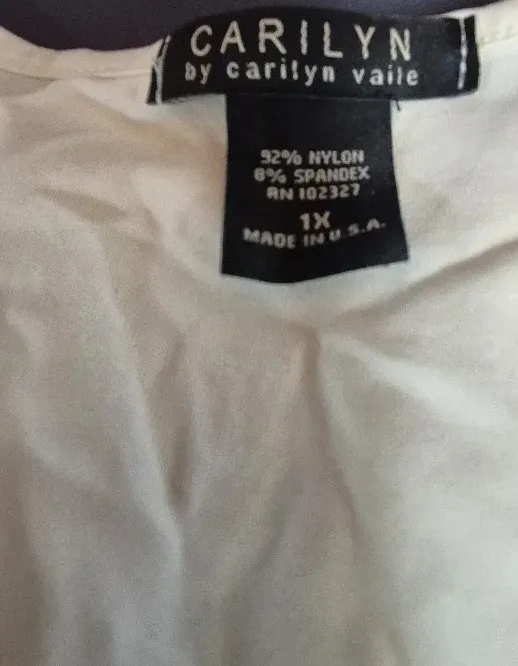 CARILYN
by carilyn vaile
92% NYLON
8% SPANDEX
RN 102327
1X
MADE IN U.S.A.